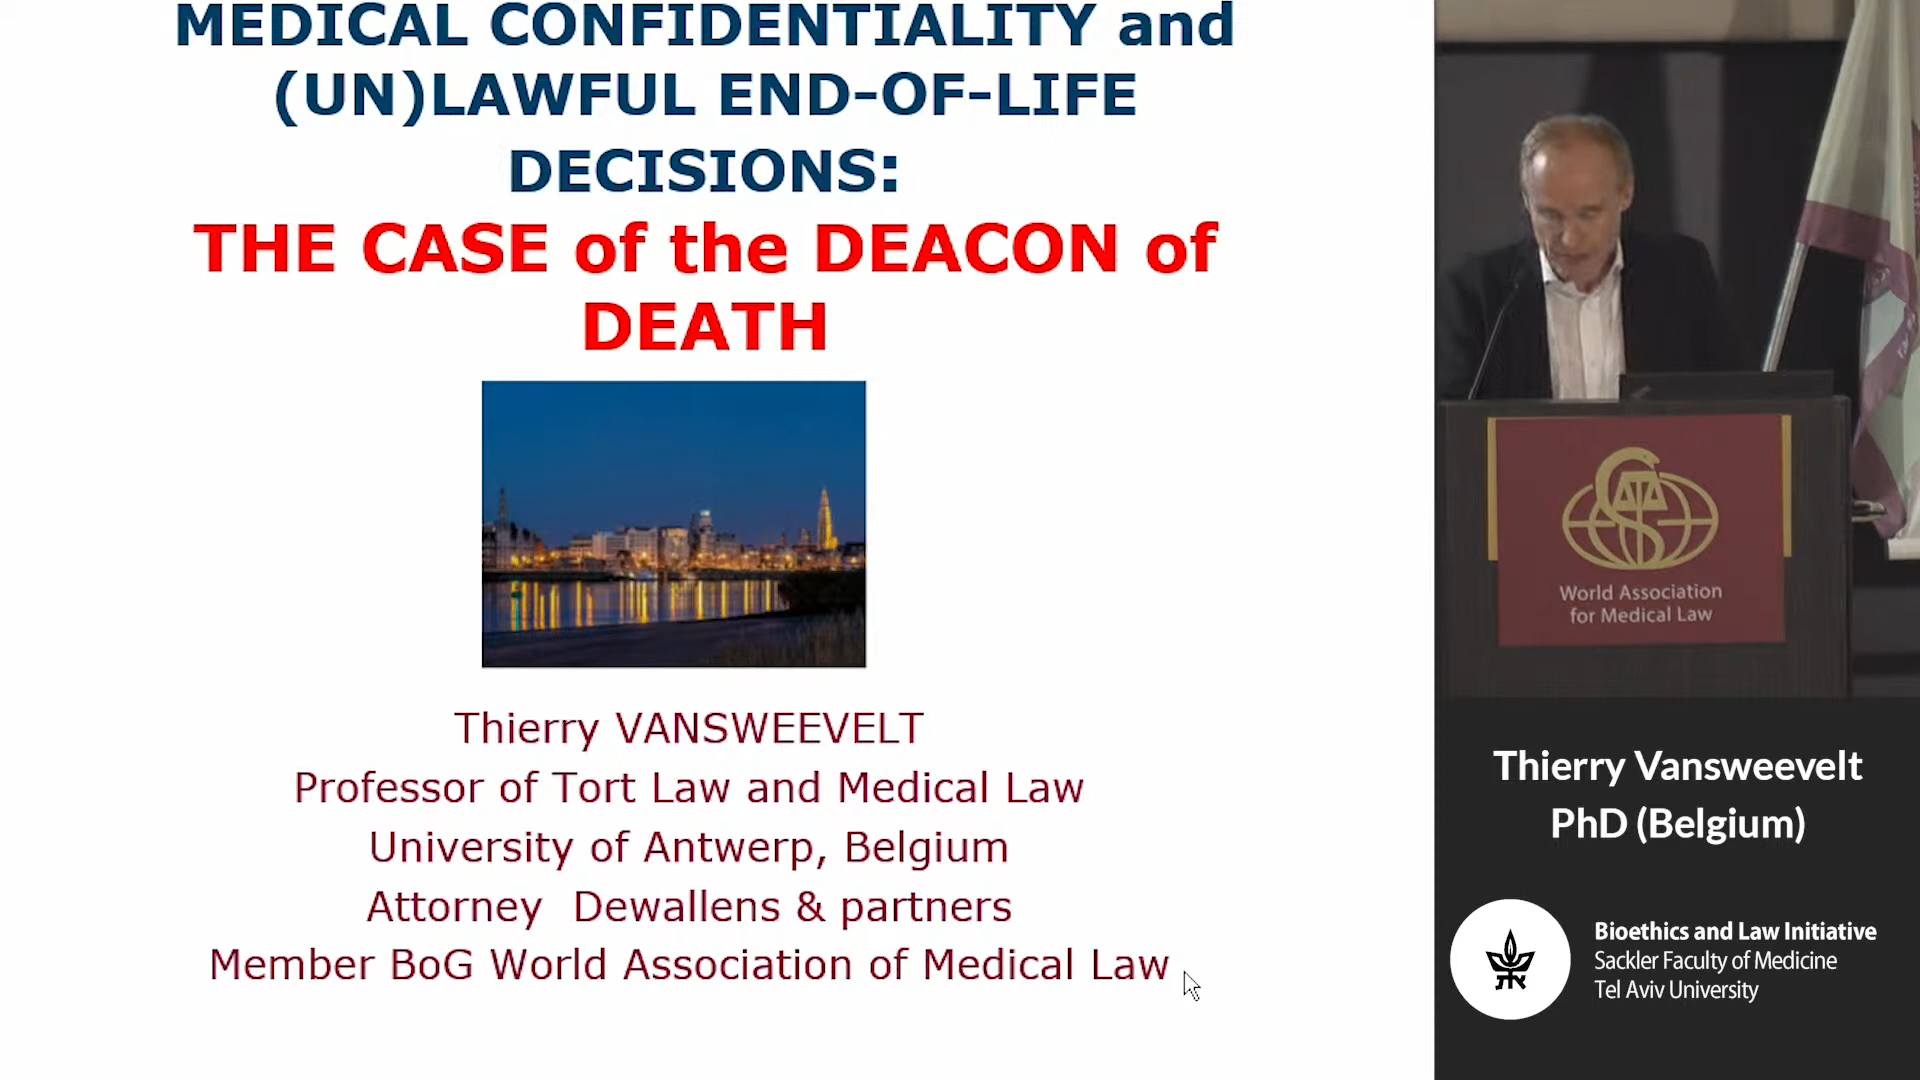 MEDICAL CONFIDENTIALITY and
(UN)LAWFUL END-OF-LIFE
DECISIONS:
THE CASE of the DEACON of
DEATH
Thierry VANSWEEVELT
Professor of Tort Law and Medical Law
University of Antwerp, Belgium
Attorney Dewallens & partners
Member BoG World Association of Medical Law
World Association
for Medical Law
Thierry Vansweevelt
PhD (Belgium)
Bioethics and Law Initiative
Sackler Faculty of Medicine
Tel Aviv University